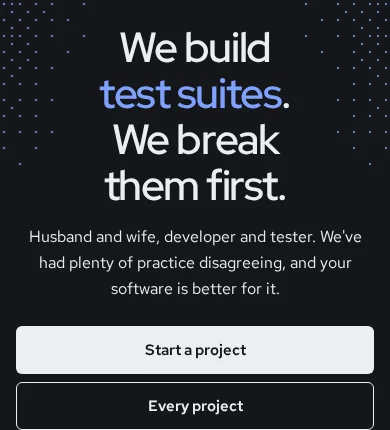 We build
test suites.
We break
them first.
Husband and wife, developer and tester. We've
had plenty of practice disagreeing, and your
software is better for it.
Start a project
Every project